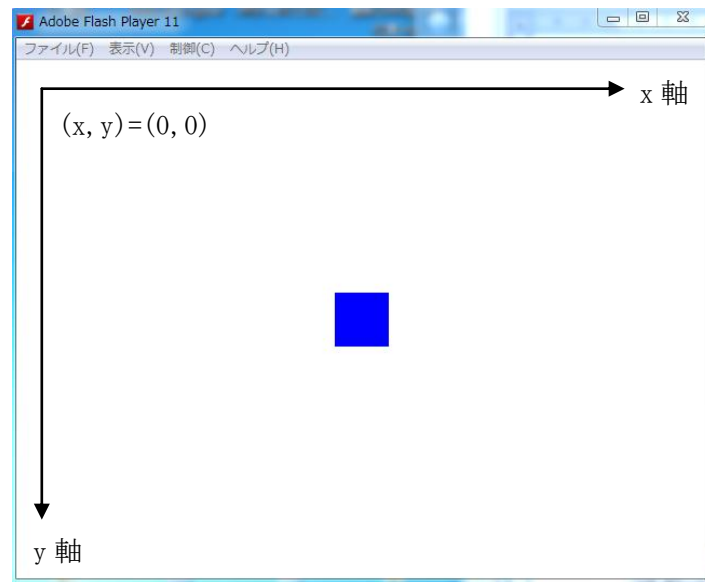 Adobe Flash Player 11
ファイル(F) 表示(V) 制御(C) ヘルプ(H)
x 軸
(x, y)=(0, 0)
y 軸